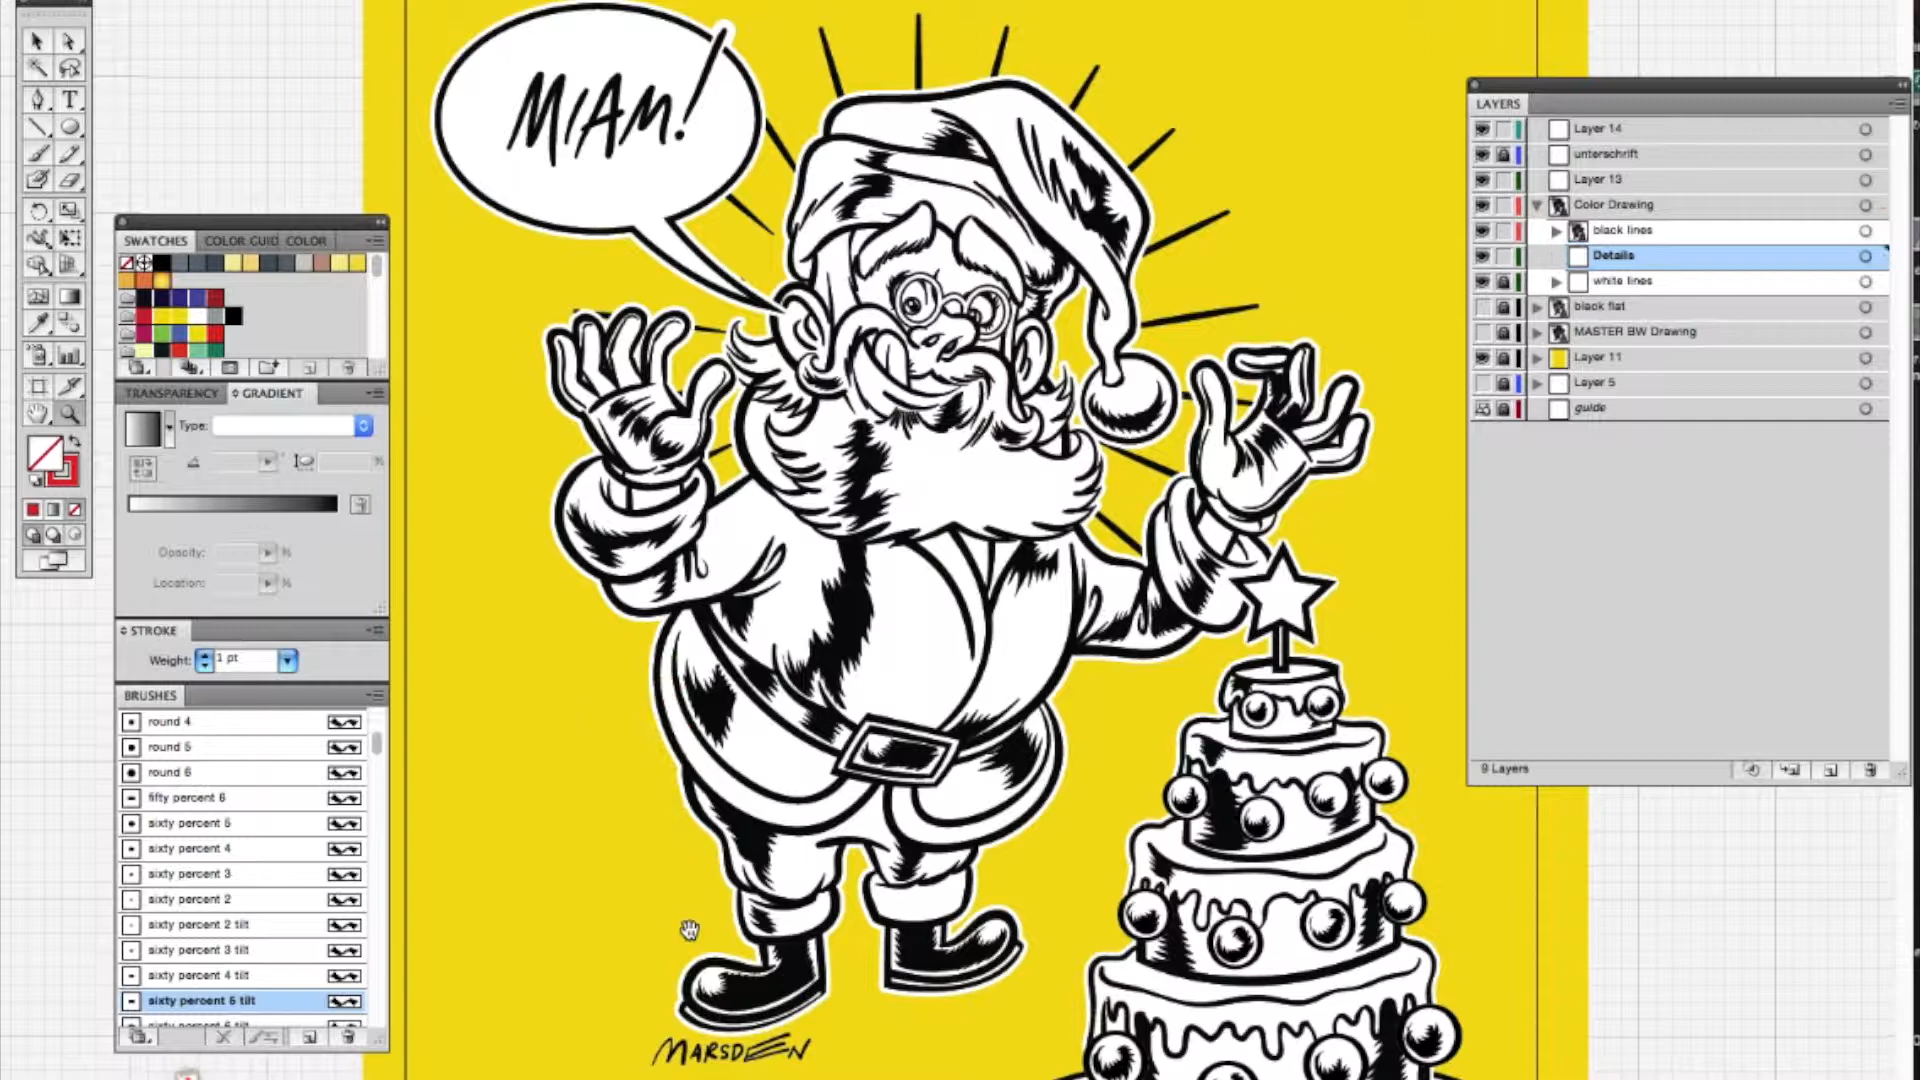 MIAM!
MARSDEN
SWATCHES
COLOR GUID
COLOR
TRANSPARENCY
GRADIENT
Type:
%
Opacity:
%
Location:
%
STROKE
Weight:
1 pt
BRUSHES
round 4
round 5
round 6
fifty percent 6
sixty percent 5
sixty percent 4
sixty percent 3
sixty percent 2
sixty percent 2 tilt
sixty percent 3 tilt
sixty percent 4 tilt
sixty percent 5 tilt
sixty percent 6 tilt
LAYERS
Layer 14
unterschrift
Layer 13
Color Drawing
black lines
Details
white lines
black flat
MASTER BW Drawing
Layer 11
Layer 5
guide
9 Layers